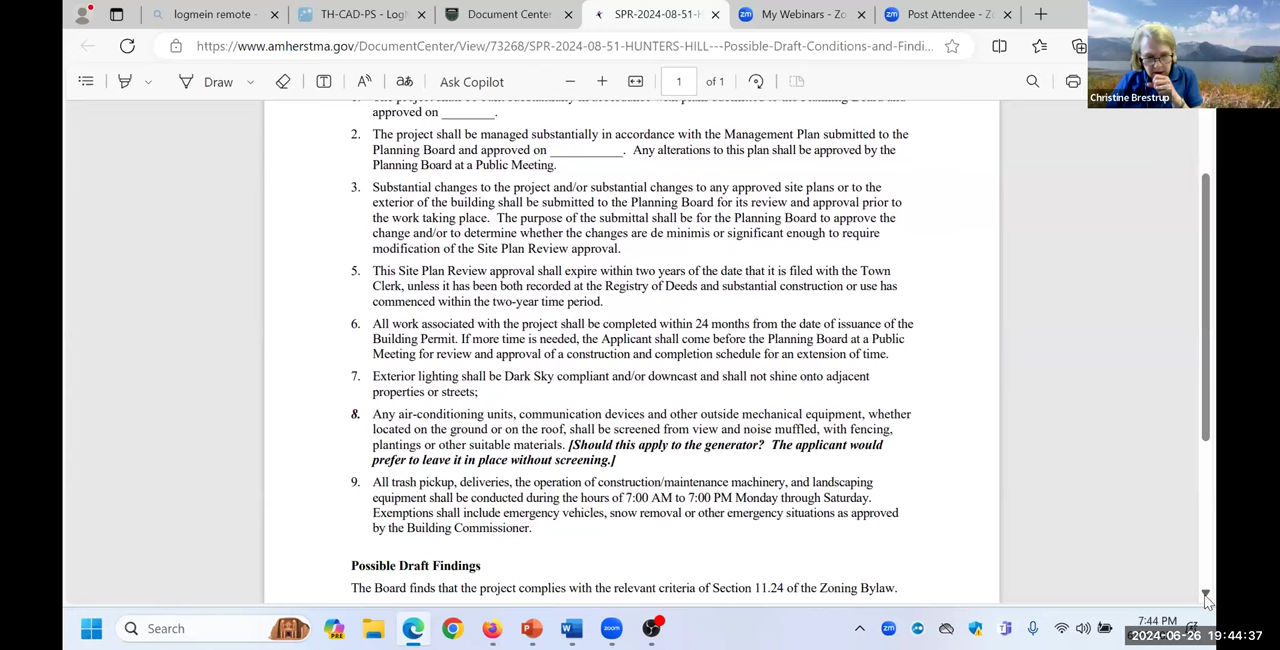 logmein remote -
TH-CAD-PS - Logl
Document Center
SPR-2024-08-51-H
My Webinars - Zo
Post Attendee - Z
https://www.amherstma.gov/DocumentCenter/View/73268/SPR-2024-08-51-HUNTERS-HILL---Possible-Draft-Conditions-and-Findi...
Draw
Ask Copilot
1
of 1
Christine Brestrup
approved on ________.
2. The project shall be managed substantially in accordance with the Management Plan submitted to the
Planning Board and approved on ___________. Any alterations to this plan shall be approved by the
Planning Board at a Public Meeting.
3. Substantial changes to the project and/or substantial changes to any approved site plans or to the
exterior of the building shall be submitted to the Planning Board for its review and approval prior to
the work taking place. The purpose of the submittal shall be for the Planning Board to approve the
change and/or to determine whether the changes are de minimis or significant enough to require
modification of the Site Plan Review approval.
5. This Site Plan Review approval shall expire within two years of the date that it is filed with the Town
Clerk, unless it has been both recorded at the Registry of Deeds and substantial construction or use has
commenced within the two-year time period.
6. All work associated with the project shall be completed within 24 months from the date of issuance of the
Building Permit. If more time is needed, the Applicant shall come before the Planning Board at a Public
Meeting for review and approval of a construction and completion schedule for an extension of time.
7. Exterior lighting shall be Dark Sky compliant and/or downcast and shall not shine onto adjacent
properties or streets;
8. Any air-conditioning units, communication devices and other outside mechanical equipment, whether
located on the ground or on the roof, shall be screened from view and noise muffled, with fencing,
plantings or other suitable materials. [Should this apply to the generator? The applicant would
prefer to leave it in place without screening.]
9. All trash pickup, deliveries, the operation of construction/maintenance machinery, and landscaping
equipment shall be conducted during the hours of 7:00 AM to 7:00 PM Monday through Saturday.
Exemptions shall include emergency vehicles, snow removal or other emergency situations as approved
by the Building Commissioner.
Possible Draft Findings
The Board finds that the project complies with the relevant criteria of Section 11.24 of the Zoning Bylaw.
Search
7:44 PM
2024-06-26 19:44:37